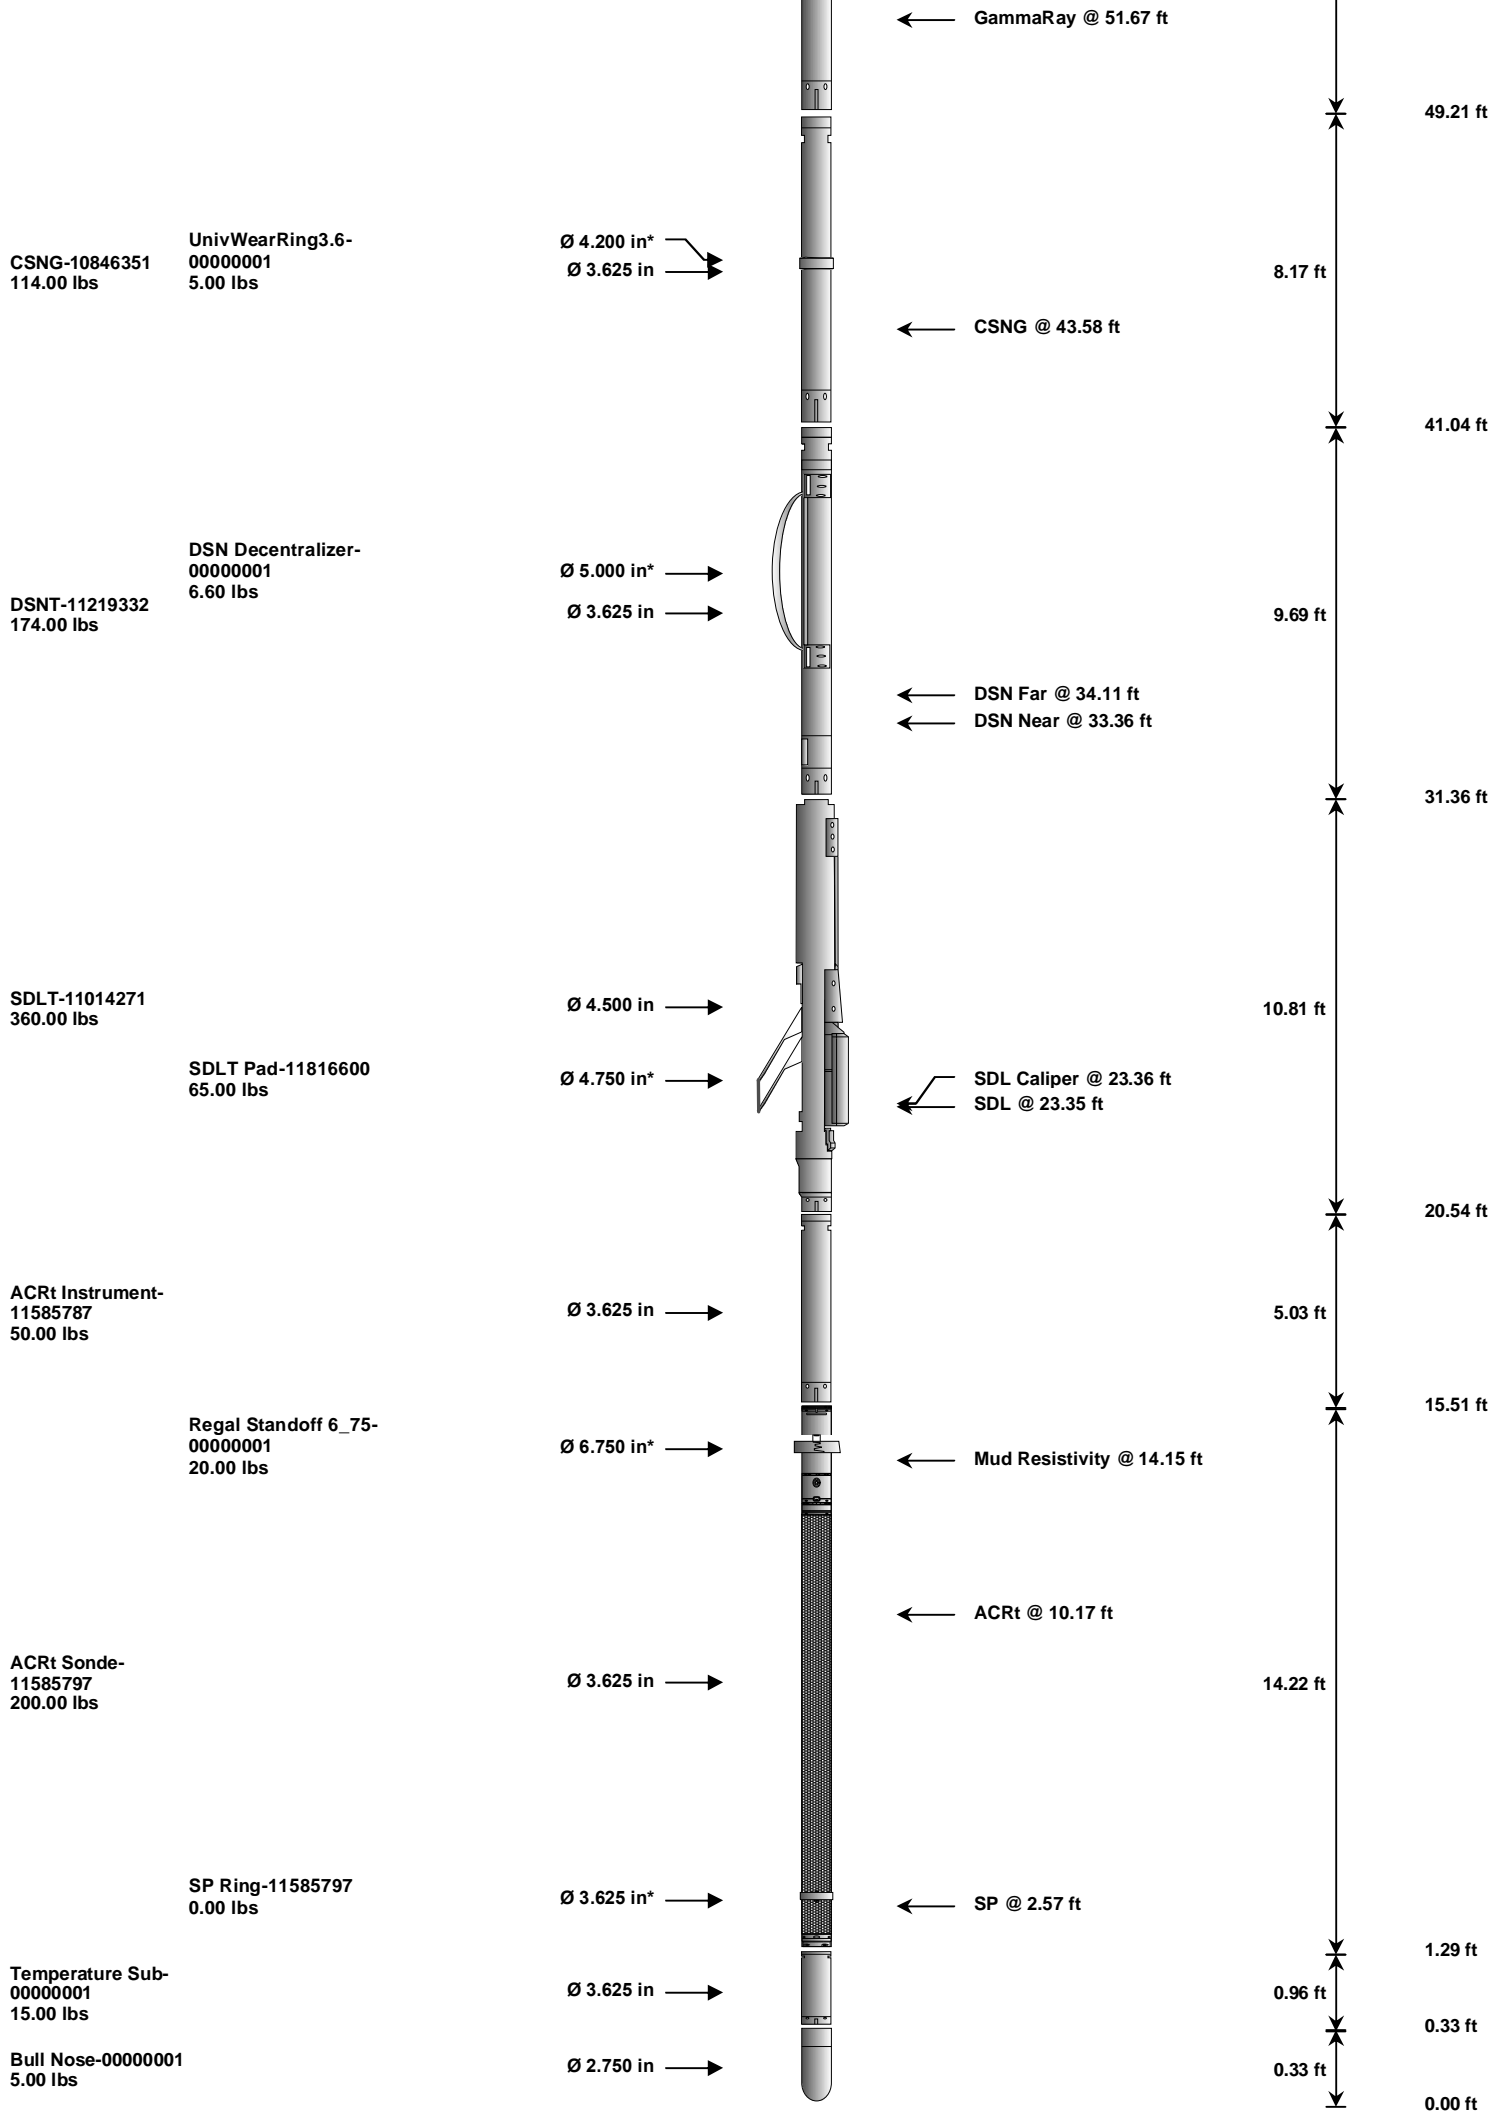 GammaRay @ 51.67 ft
49.21 ft
UnivWearRing3.6-
00000001
5.00 lbs
CSNG-10846351
114.00 lbs
Ø 4.200 in*
Ø 3.625 in
8.17 ft
CSNG @ 43.58 ft
41.04 ft
DSN Decentralizer-
00000001
6.60 lbs
Ø 5.000 in*
DSNT-11219332
174.00 lbs
Ø 3.625 in
9.69 ft
DSN Far @ 34.11 ft
DSN Near @ 33.36 ft
31.36 ft
SDLT-11014271
360.00 lbs
Ø 4.500 in
10.81 ft
SDLT Pad-11816600
65.00 lbs
Ø 4.750 in*
SDL Caliper @ 23.36 ft
SDL @ 23.35 ft
20.54 ft
ACRt Instrument-
11585787
50.00 lbs
Ø 3.625 in
5.03 ft
15.51 ft
Regal Standoff 6_75-
00000001
20.00 lbs
Ø 6.750 in*
Mud Resistivity @ 14.15 ft
ACRt @ 10.17 ft
ACRt Sonde-
11585797
200.00 lbs
Ø 3.625 in
14.22 ft
SP Ring-11585797
0.00 lbs
Ø 3.625 in*
SP @ 2.57 ft
1.29 ft
Temperature Sub-
00000001
15.00 lbs
Ø 3.625 in
0.96 ft
0.33 ft
Bull Nose-00000001
5.00 lbs
Ø 2.750 in
0.33 ft
0.00 ft